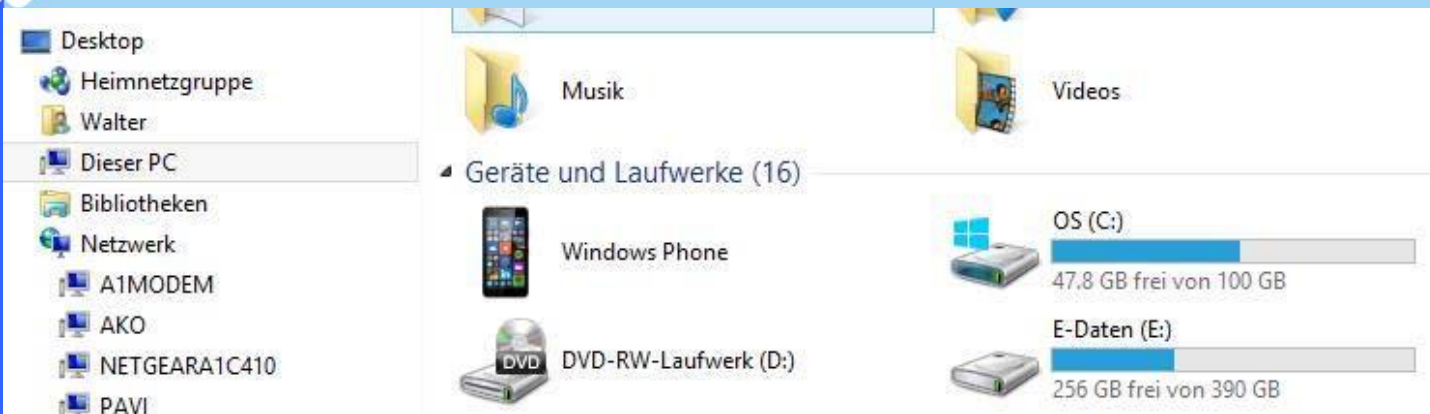 Desktop
Heimnetzgruppe
Walter
Dieser PC
Bibliotheken
Netzwerk
A1MODEM
AKO
NETGEARA1C410
PAVI
Musik
Videos
Geräte und Laufwerke (16)
Windows Phone
OS (C:)
47,8 GB frei von 100 GB
DVD
DVD-RW-Laufwerk (D:)
E-Daten (E:)
256 GB frei von 390 GB